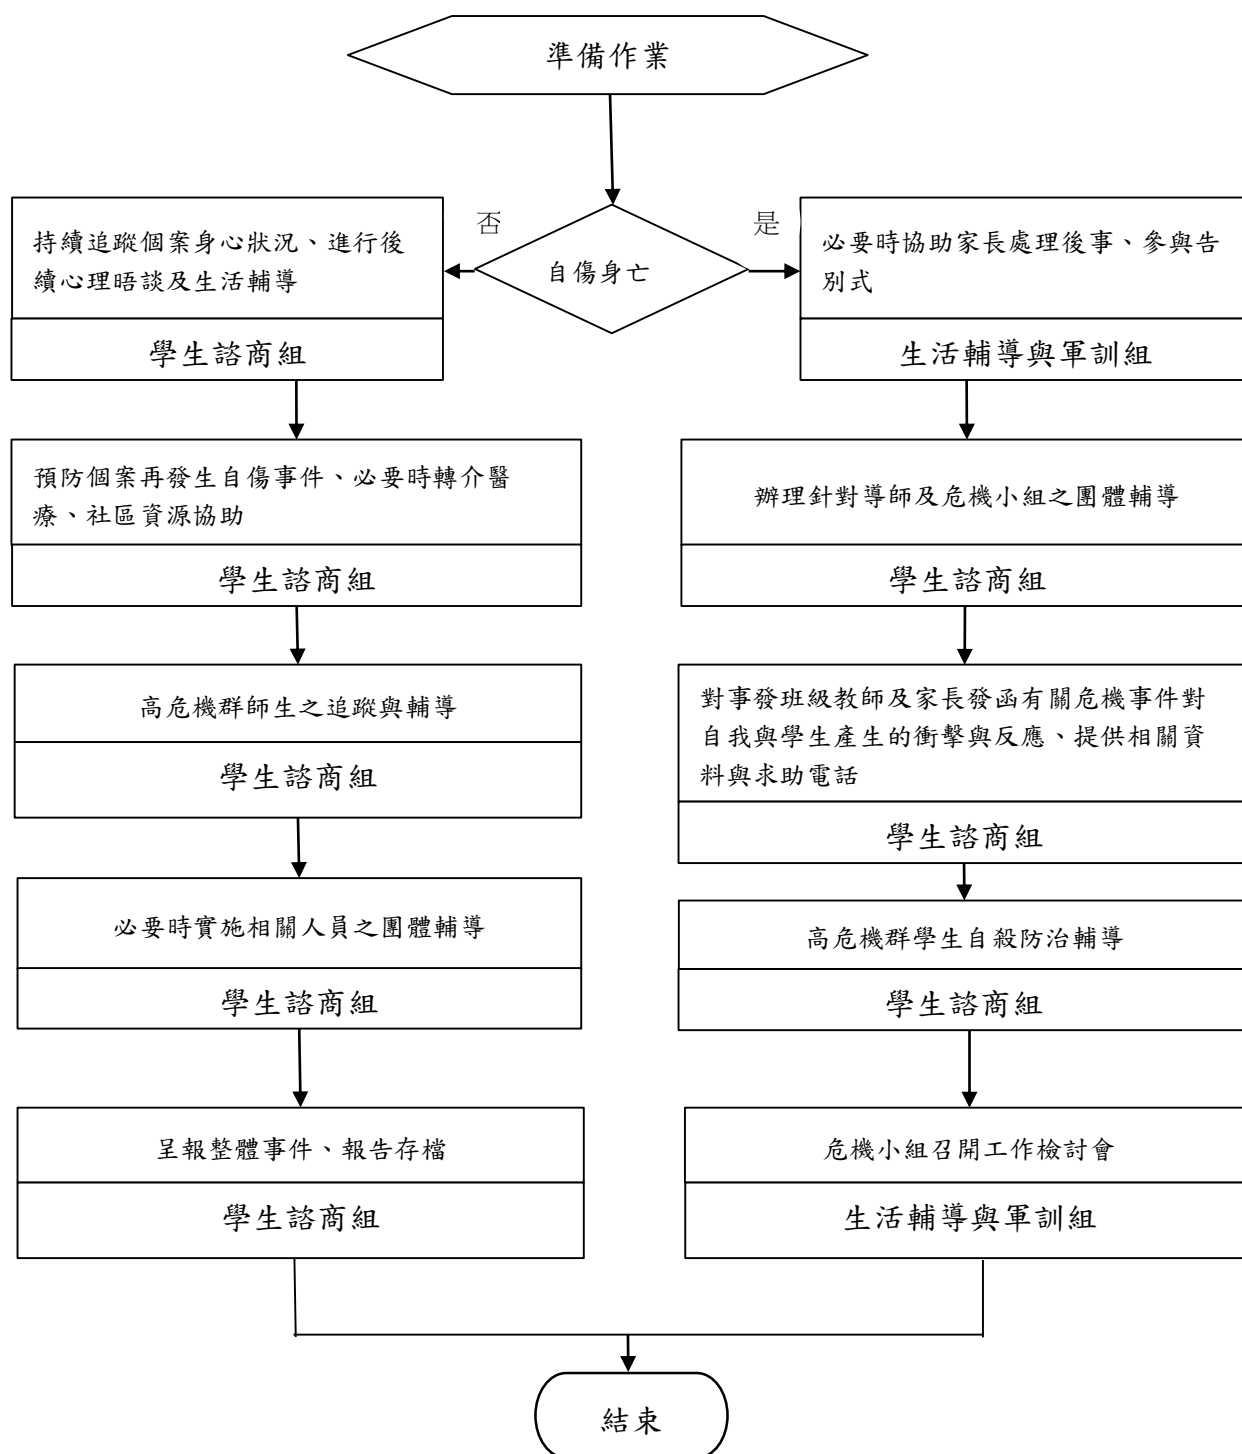 準備作業
否
是
自傷身亡
持續追蹤個案身心狀況、進行後
續心理晤談及生活輔導
學生諮商組
必要時協助家長處理後事、參與告
別式
生活輔導與軍訓組
預防個案再發生自傷事件、必要時轉介醫
療、社區資源協助
學生諮商組
辦理針對導師及危機小組之團體輔導
學生諮商組
高危機群師生之追蹤與輔導
學生諮商組
對事發班級教師及家長發函有關危機事件對
自我與學生產生的衝擊與反應、提供相關資
料與求助電話
學生諮商組
必要時實施相關人員之團體輔導
學生諮商組
高危機群學生自殺防治輔導
學生諮商組
呈報整體事件、報告存檔
學生諮商組
危機小組召開工作檢討會
生活輔導與軍訓組
結束